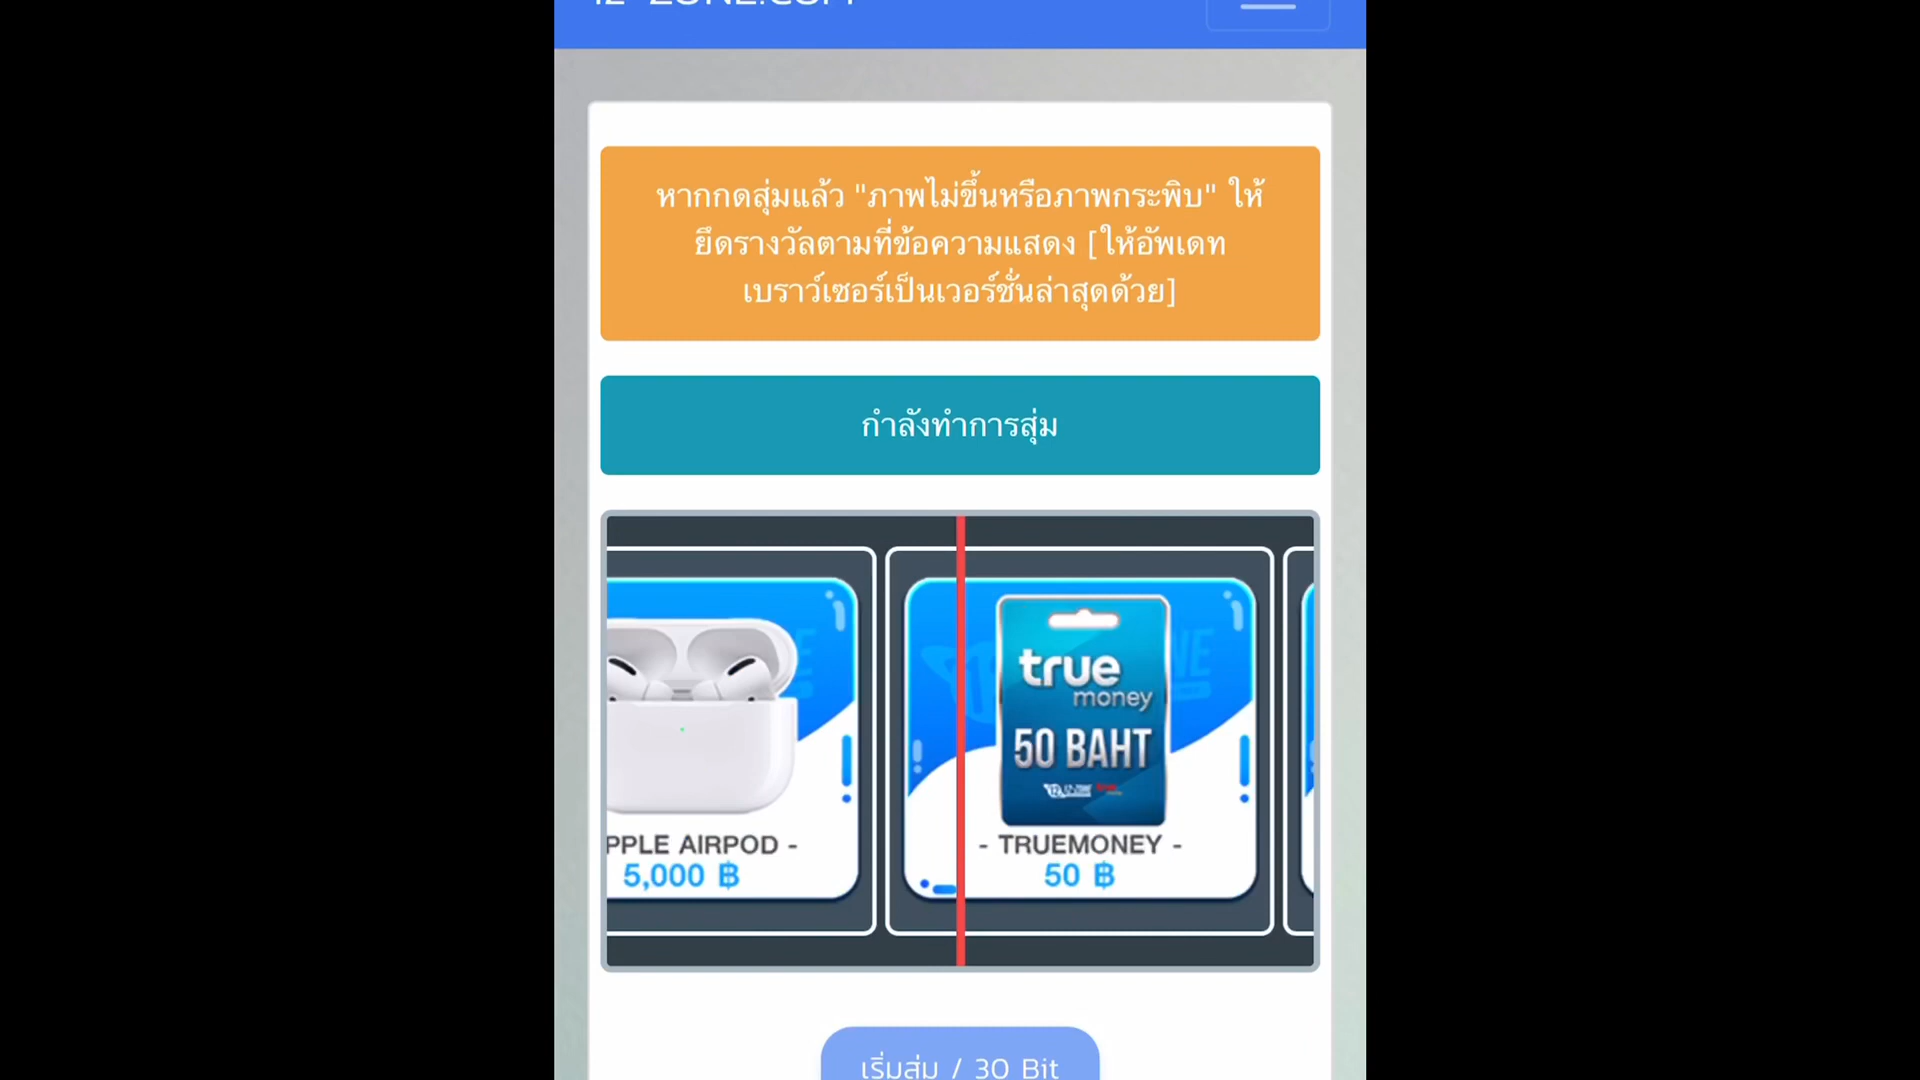 หากกดสุ่มแล้ว "ภาพไม่ขึ้นหรือภาพกระพิบ" ให้
ยึดรางวัลตามที่ข้อความแสดง [ให้อัพเดท
เบราว์เซอร์เป็นเวอร์ชั่นล่าสุดด้วย]
กำลังทำการสุ่ม
true
money
50 BAHT
PPLE AIRPOD -
5,000 ฿
- TRUEMONEY -
50 ฿
เริ่มสุ่ม / 30 Bit